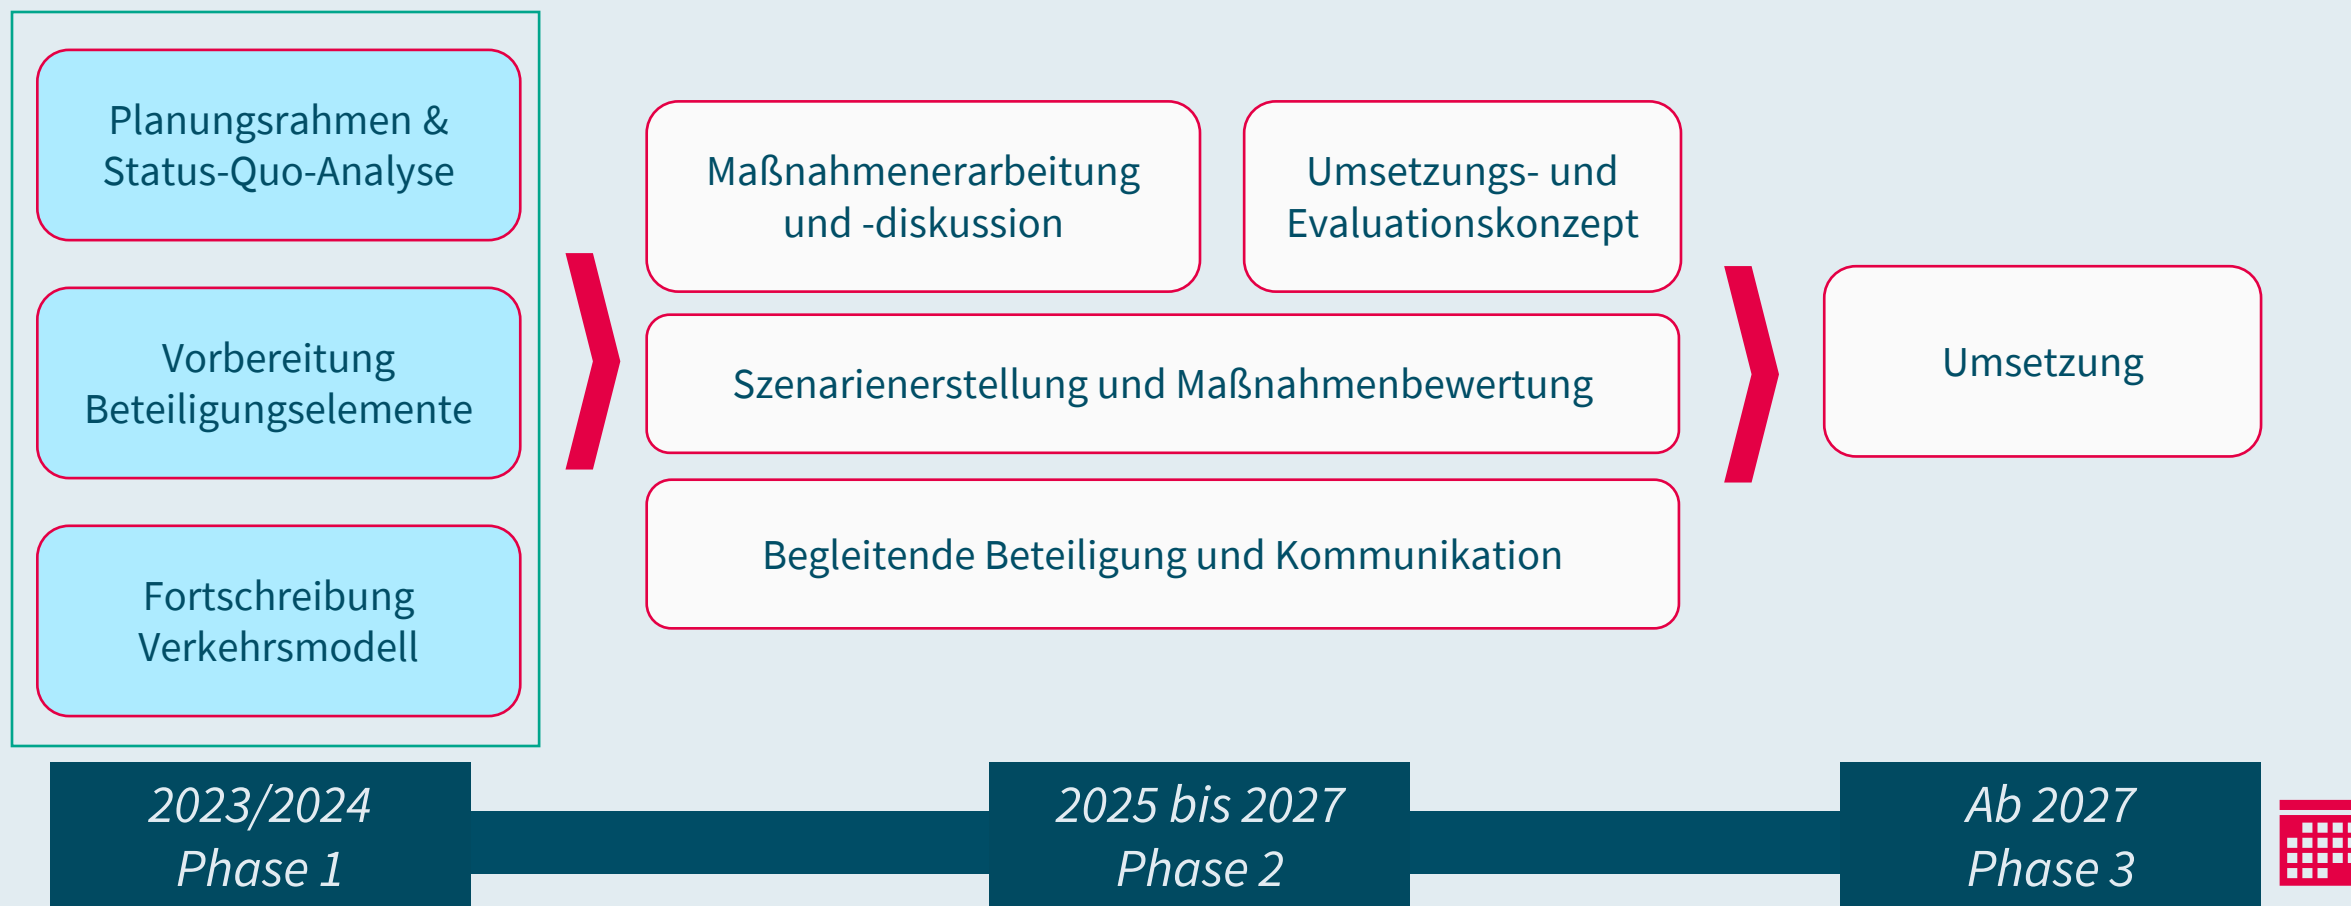 Planungsrahmen &
Status-Quo-Analyse
Vorbereitung
Beteiligungselemente
Fortschreibung
Verkehrsmodell
Maßnahmenerarbeitung
und -diskussion
Umsetzungs- und
Evaluationskonzept
Szenarienerstellung und Maßnahmenbewertung
Begleitende Beteiligung und Kommunikation
Umsetzung
2023/2024
Phase 1
2025 bis 2027
Phase 2
Ab 2027
Phase 3